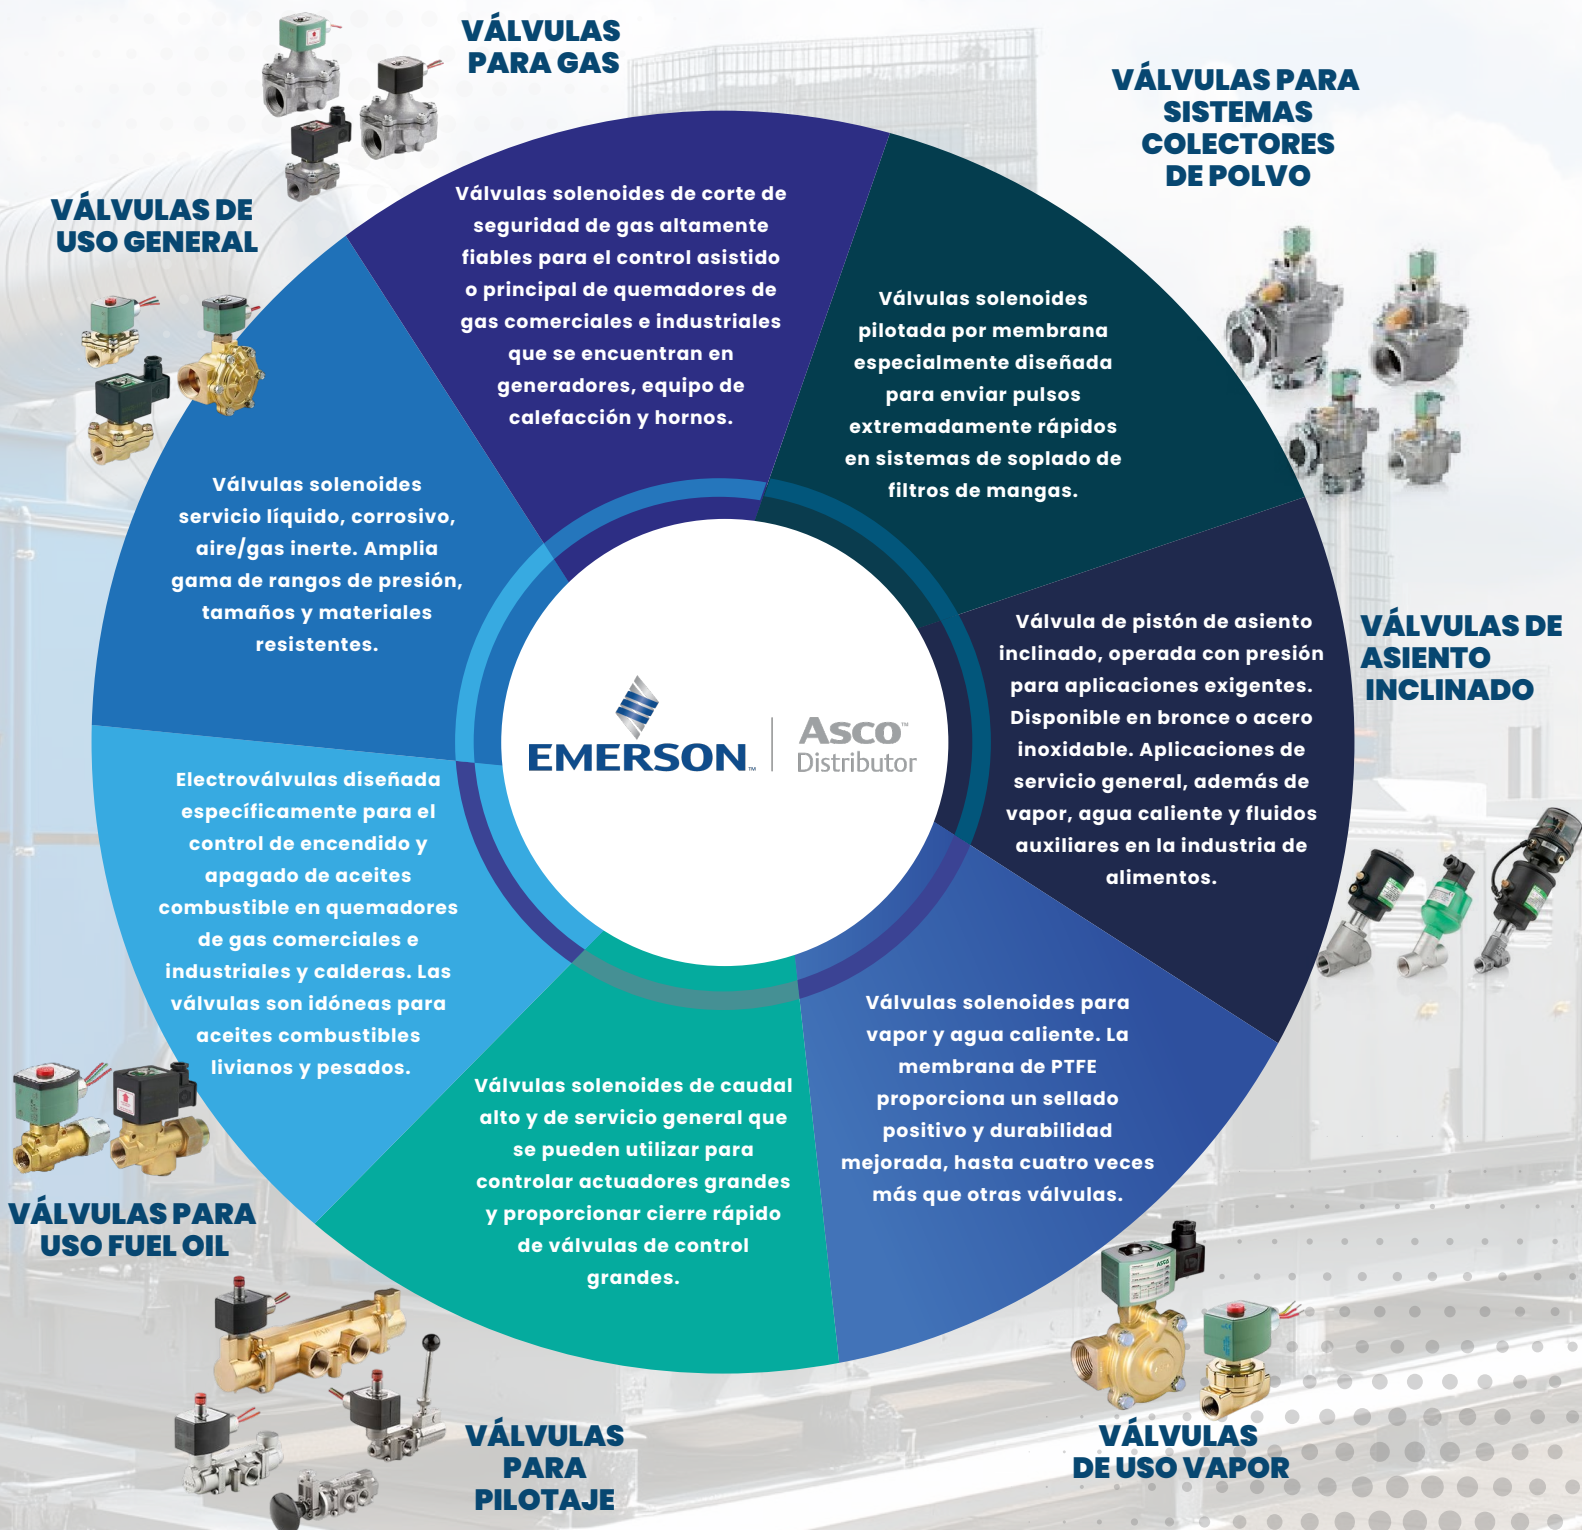 VÁLVULAS
PARA GAS
Válvulas solenoides de corte de
seguridad de gas altamente
fiables para el control asistido
o principal de quemadores de
gas comerciales e industriales
que se encuentran en
generadores, equipo de
calefacción y hornos.
VÁLVULAS PARA
SISTEMAS
COLECTORES
DE POLVO
Válvulas solenoides
pilotada por membrana
especialmente diseñada
para enviar pulsos
extremadamente rápidos
en sistemas de soplado de
filtros de mangas.
VÁLVULAS DE
ASIENTO
INCLINADO
Válvula de pistón de asiento
inclinado, operada con presión
para aplicaciones exigentes.
Disponible en bronce o acero
inoxidable. Aplicaciones de
servicio general, además de
vapor, agua caliente y fluidos
auxiliares en la industria de
alimentos.
Válvulas solenoides para
vapor y agua caliente. La
membrana de PTFE
proporciona un sellado
positivo y durabilidad
mejorada, hasta cuatro veces
más que otras válvulas.
VÁLVULAS
DE USO VAPOR
Válvulas solenoides de caudal
alto y de servicio general que
se pueden utilizar para
controlar actuadores grandes
y proporcionar cierre rápido
de válvulas de control
grandes.
VÁLVULAS
PARA
PILOTAJE
Electroválvulas diseñada
específicamente para el
control de encendido y
apagado de aceites
combustible en quemadores
de gas comerciales e
industriales y calderas. Las
válvulas son idóneas para
aceites combustibles
livianos y pesados.
VÁLVULAS PARA
USO FUEL OIL
VÁLVULAS DE
USO GENERAL
Válvulas solenoides
servicio líquido, corrosivo,
aire/gas inerte. Amplia
gama de rangos de presión,
tamaños y materiales
resistentes.
EMERSON™
Asco™
Distributor